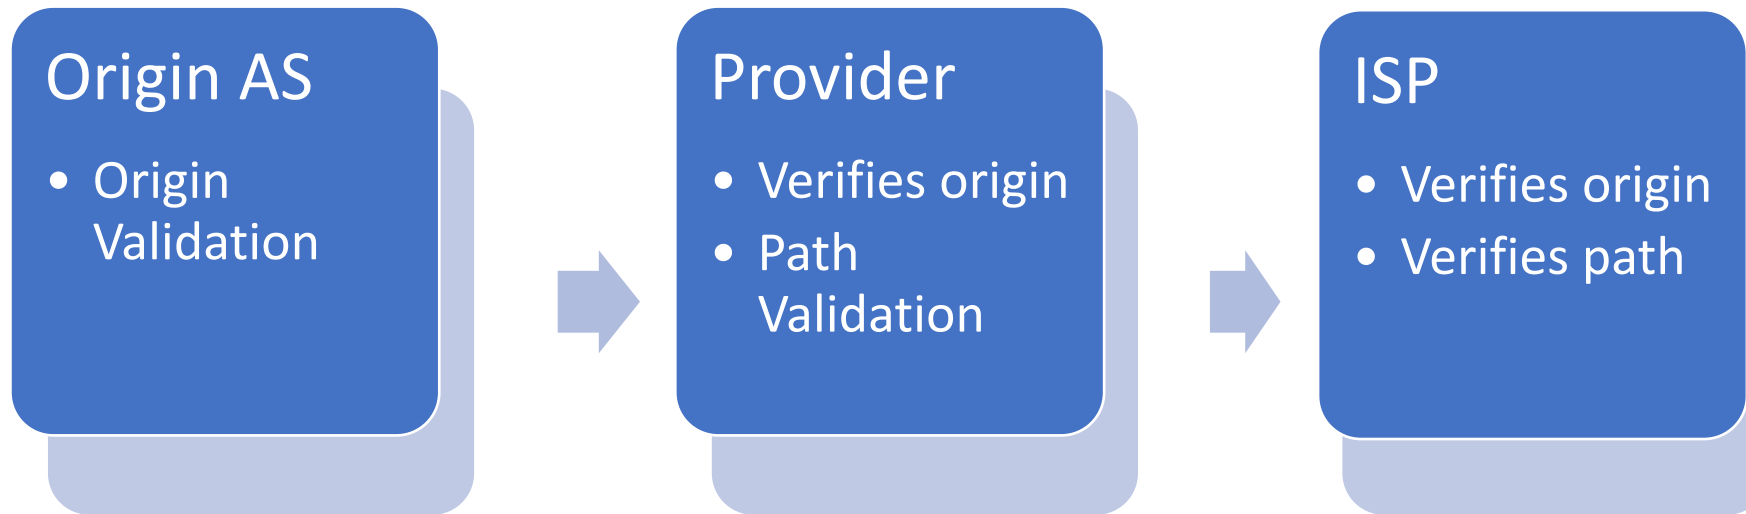 Origin AS
• Origin
Validation
Provider
• Verifies origin
• Path
Validation
ISP
• Verifies origin
• Verifies path